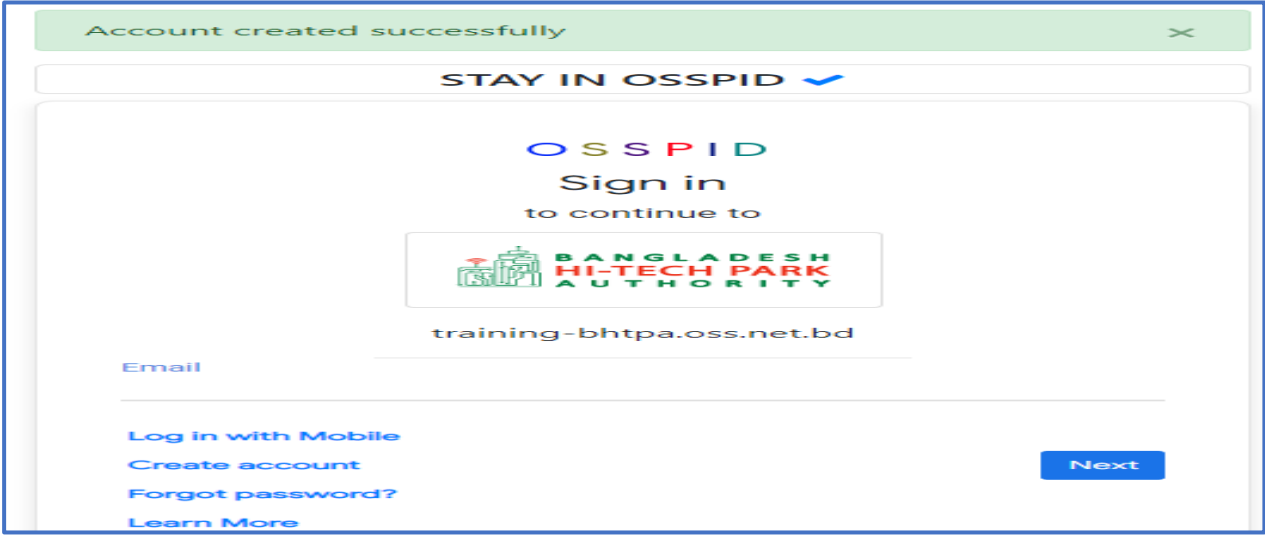 Account created successfully ×
STAY IN OSSPID ✔
OSSPID
Sign in
to continue to
BANGLADESH
HI-TECH PARK
AUTHORITY
training-bhtpa.oss.net.bd
Email
Log in with Mobile
Create account
Next
Forgot password?
Learn More